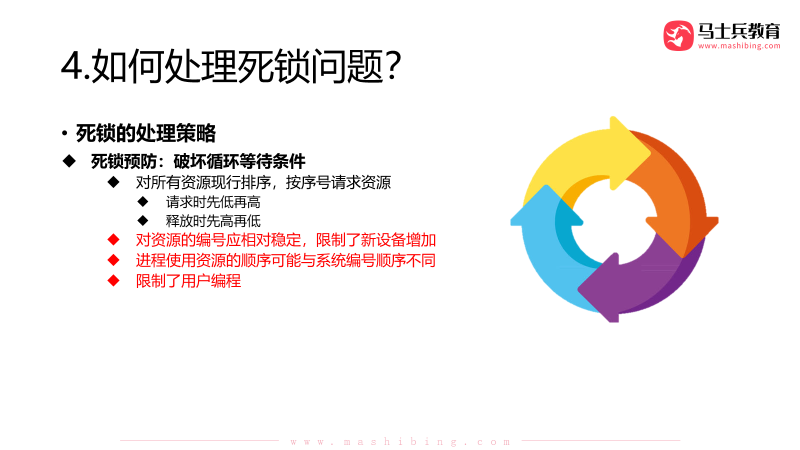 马士兵教育
www.mashibing.com
4.如何处理死锁问题？
• 死锁的处理策略
◆ 死锁预防：破坏循环等待条件
◆ 对所有资源现行排序，按序号请求资源
◆ 请求时先低再高
◆ 释放时先高再低
◆ 对资源的编号应相对稳定，限制了新设备增加
◆ 进程使用资源的顺序可能与系统编号顺序不同
◆ 限制了用户编程
www.mashibing.com